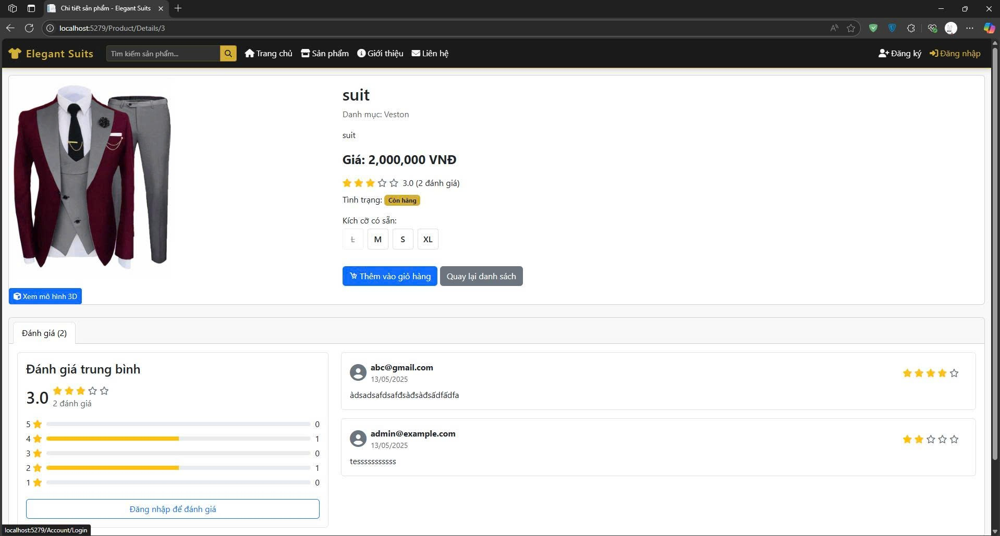 Chi tiết sản phẩm - Elegant Suits
localhost:5279/Product/Details/3
Elegant Suits
Tìm kiếm sản phẩm...
Trang chủ
Sản phẩm
Giới thiệu
Liên hệ
Đăng ký
Đăng nhập
suit
Danh mục: Veston
suit
Giá: 2,000,000 VNĐ
3.0 (2 đánh giá)
Tình trạng: Còn hàng
Kích cỡ có sẵn:
L M S XL
Thêm vào giỏ hàng
Quay lại danh sách
Xem mô hình 3D
Đánh giá (2)
Đánh giá trung bình
3.0
2 đánh giá
5 0
4 1
3 0
2 1
1 0
Đăng nhập để đánh giá
abc@gmail.com
13/05/2025
àdsadsafdsafđsàđsàđsấdfấdfa
admin@example.com
13/05/2025
tesssssssssss
localhost:5279/Account/Login